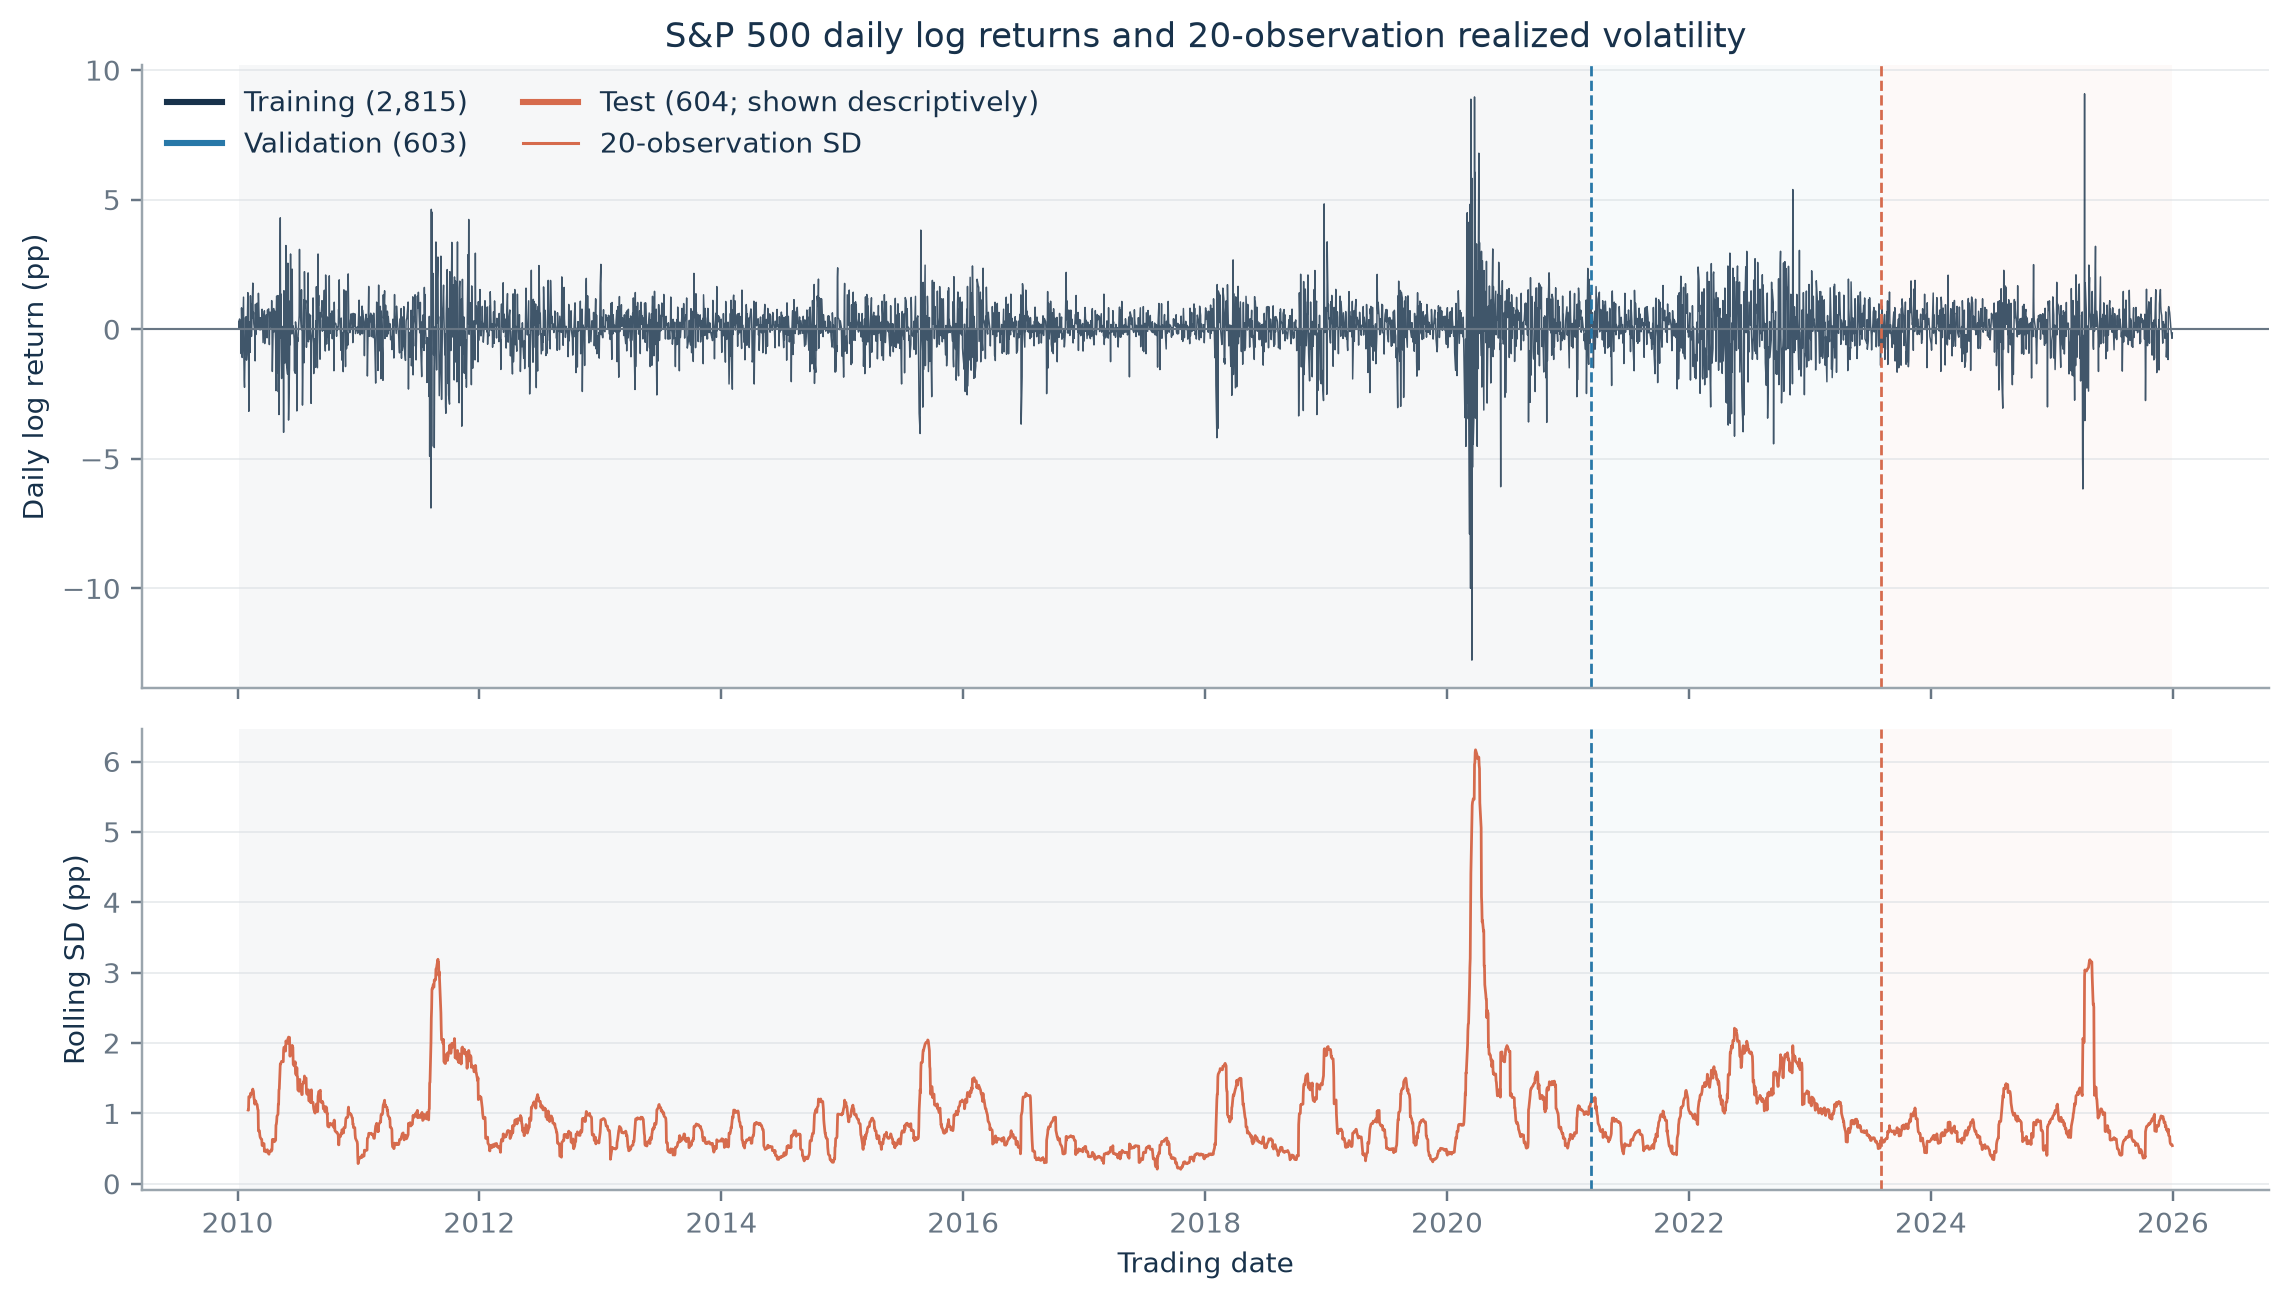 S&P 500 daily log returns and 20-observation realized volatility
Training (2,815)
Validation (603)
Test (604; shown descriptively)
20-observation SD
Daily log return (pp)
10
5
0
−5
−10
Rolling SD (pp)
6
5
4
3
2
1
0
2010 2012 2014 2016 2018 2020 2022 2024 2026
Trading date